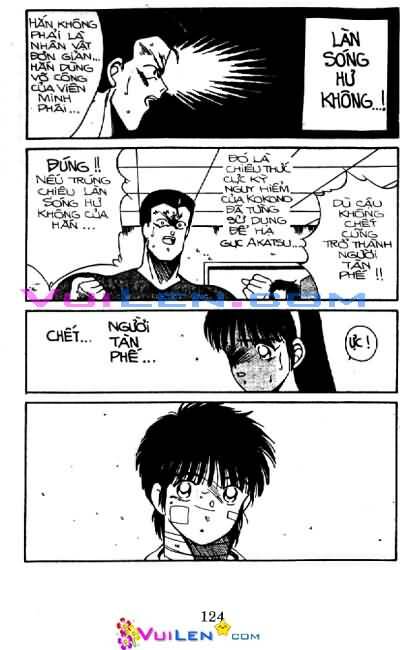 HẮN KHÔNG
PHẢI LÀ
NHÂN VẬT
ĐƠN GIẢN...
HẮN DÙNG
VÕ CÔNG
CỦA VIÊN
MINH
PHÁI...
LÀN
SÓNG
HƯ
KHÔNG...!
ĐÚNG !!
NẾU TRÚNG
CHIÊU LÀN
SÓNG HƯ
KHÔNG CỦA
HẮN...
ĐÓ LÀ
CHIÊU THỨC
CỰC KỲ
NGUY HIỂM
CỦA KOKONO
ĐÃ TỪNG
SỬ DỤNG
ĐỂ HẠ
GỤC AKATSU...
DÙ CẦU
KHÔNG
CHẾT
CŨNG
TRỞ THÀNH
NGƯỜI
TÀN
PHẾ !!
VUILEN.COM
CHẾT...
NGƯỜI
TÀN
PHẾ...
ỰC !
124
VUILEN.COM